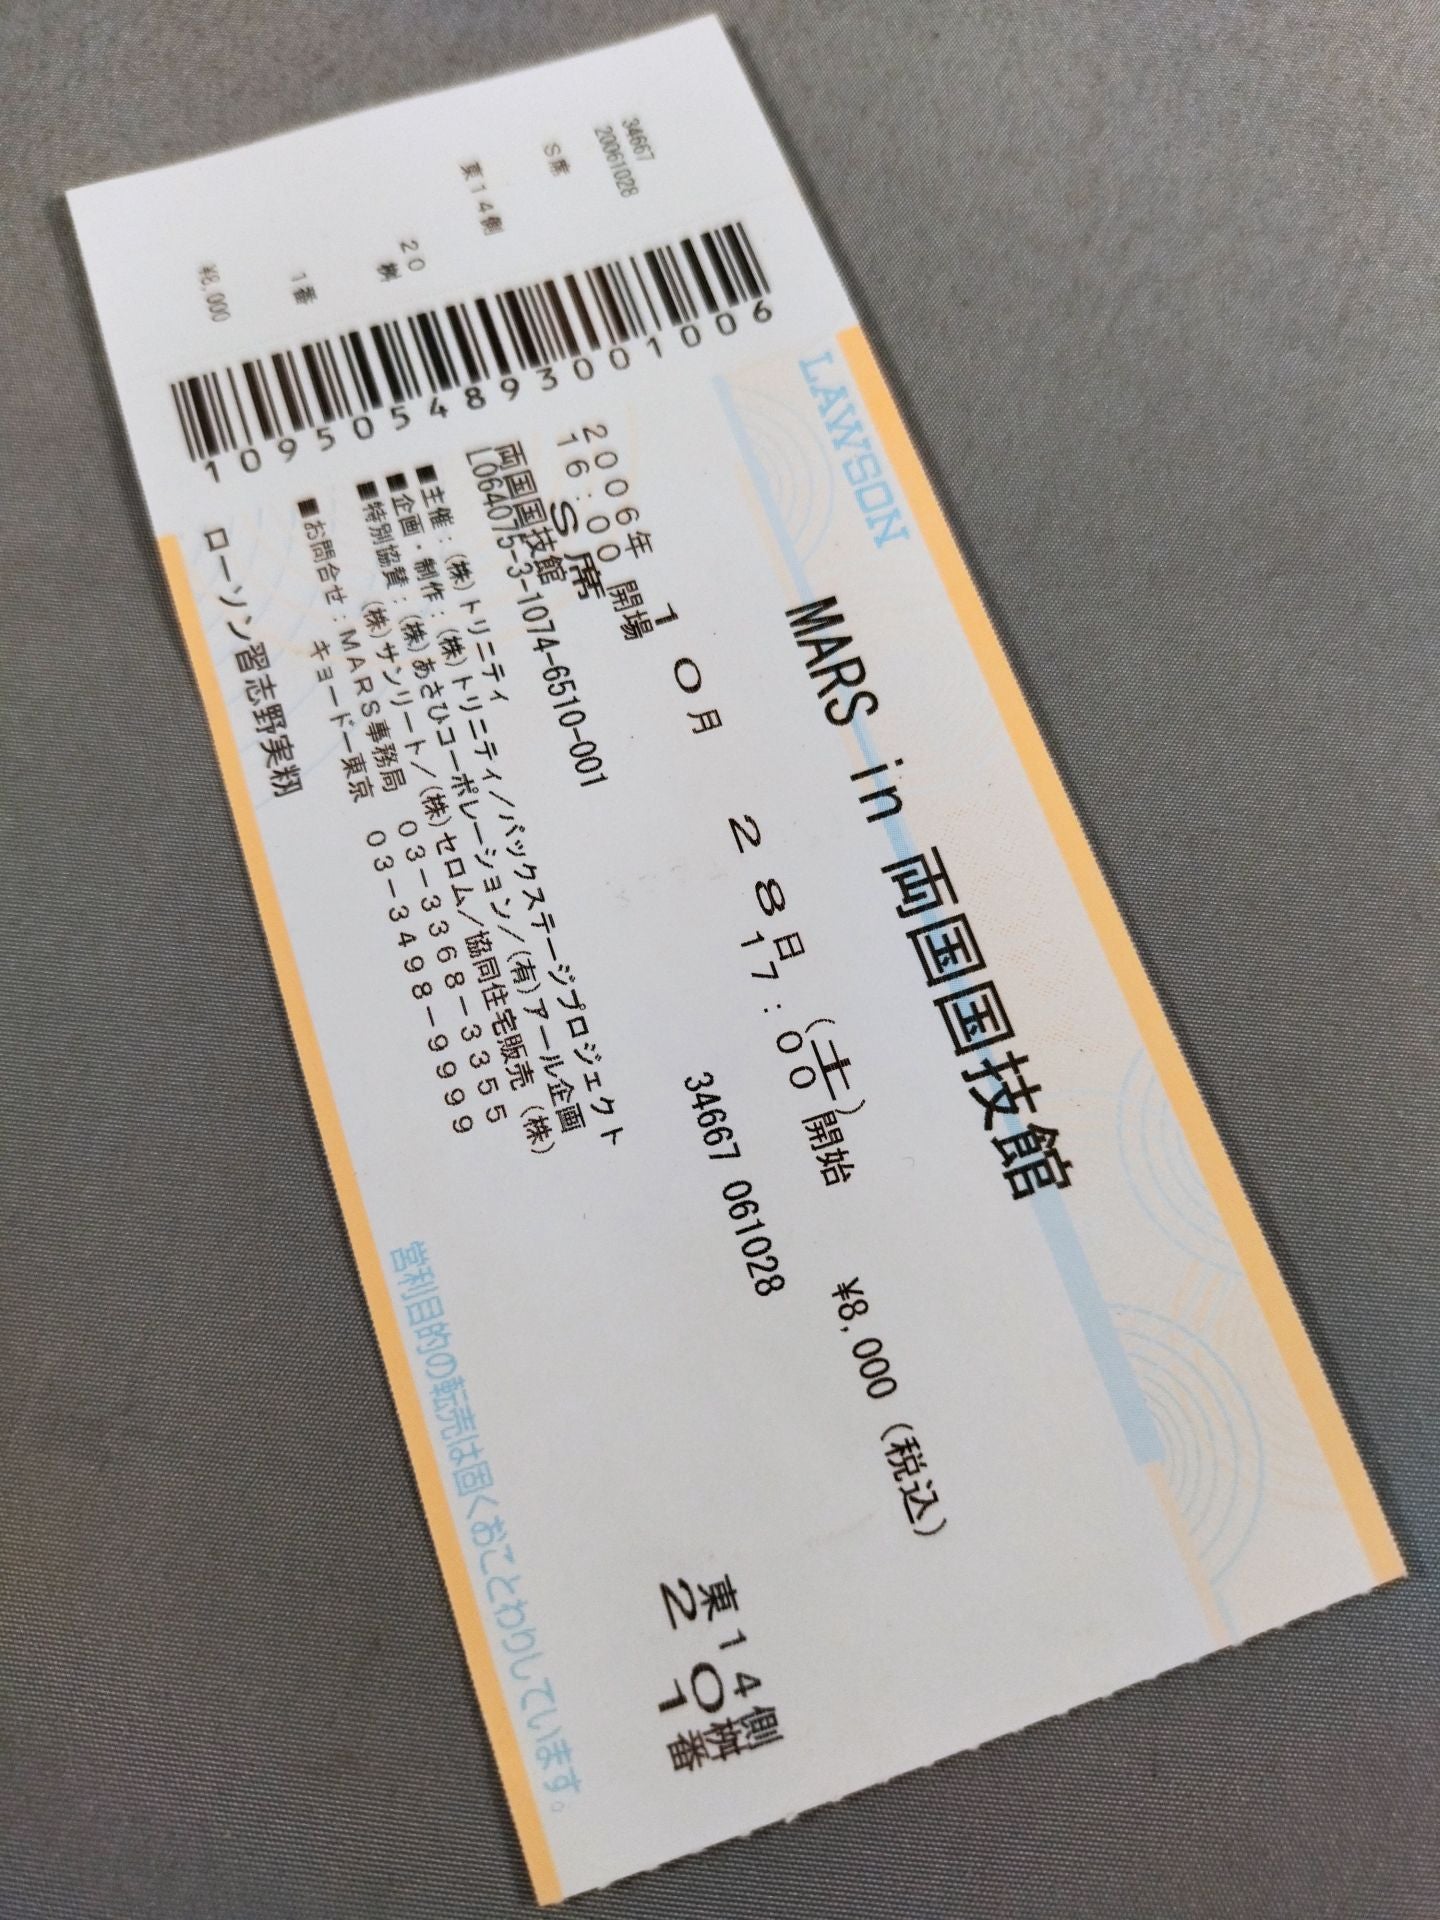 34667
20061028
S席
東14側
20
桝
1番
¥8,000
1095054893001006
LAWSON
MARS in 両国国技館
2006年 10月 28日 (土)
16:00 開場 17:00 開始 ¥8,000 (税込)
両国国技館 34667 061028
S席
[064075-3-1074-6510-001
■主催:(株)トリニティ/バックステージプロジェクト
■企画・制作:(株)トリニティ/(有)アール企画
■特別協賛:(株)あさひコーポレーション/協同住宅販売(株)
(株)サンリート/(株)セロム/
■お問合せ:MARS事務局 03-3368-3355
キョードー東京 03-3498-9999
東14側
20桝
1番
ローソン習志野実籾
営利目的の転売は固くおことわりしています。